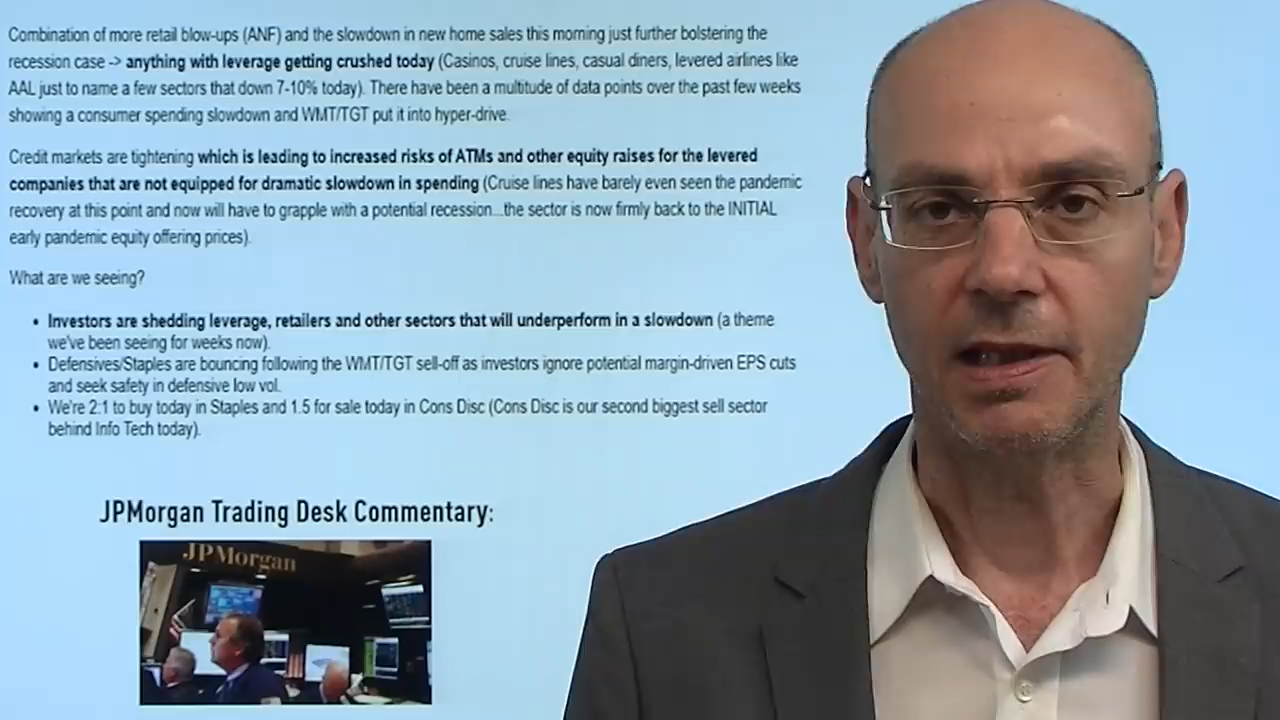 Combination of more retail blow-ups (ANF) and the slowdown in new home sales this morning just further bolstering the
recession case -> anything with leverage getting crushed today (Casinos, cruise lines, casual diners, levered airlines like
AAL just to name a few sectors that down 7-10% today). There have been a multitude of data points over the past few weeks
showing a consumer spending slowdown and WMT/TGT put it into hyper-drive.
Credit markets are tightening which is leading to increased risks of ATMs and other equity raises for the levered
companies that are not equipped for dramatic slowdown in spending (Cruise lines have barely even seen the pandemic
recovery at this point and now will have to grapple with a potential recession...the sector is now firmly back to the INITIAL
early pandemic equity offering prices).
What are we seeing?
• Investors are shedding leverage, retailers and other sectors that will underperform in a slowdown (a theme
we've been seeing for weeks now).
• Defensives/Staples are bouncing following the WMT/TGT sell-off as investors ignore potential margin-driven EPS cuts
and seek safety in defensive low vol.
• We're 2:1 to buy today in Staples and 1.5 for sale today in Cons Disc (Cons Disc is our second biggest sell sector
behind Info Tech today).
JPMorgan Trading Desk Commentary:
JPMorgan